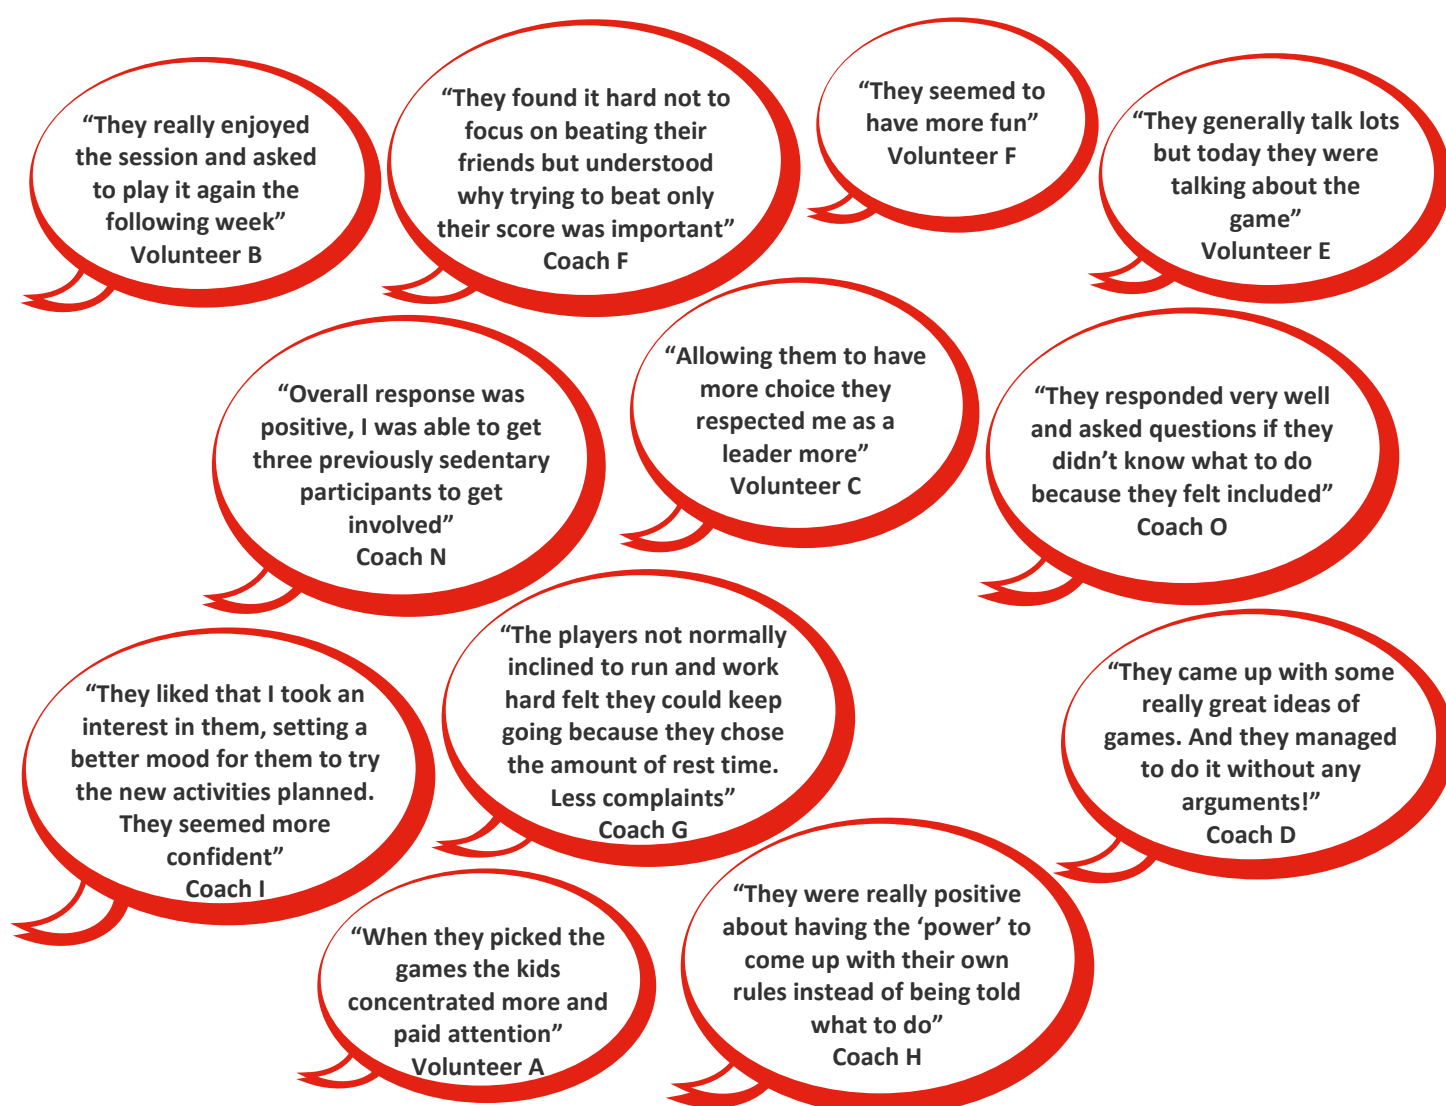 “They really enjoyed
the session and asked
to play it again the
following week”
Volunteer B
“They found it hard not to
focus on beating their
friends but understood
why trying to beat only
their score was important”
Coach F
“They seemed to
have more fun”
Volunteer F
“They generally talk lots
but today they were
talking about the
game”
Volunteer E
“Overall response was
positive, I was able to get
three previously sedentary
participants to get
involved”
Coach N
“Allowing them to have
more choice they
respected me as a
leader more”
Volunteer C
“They responded very well
and asked questions if they
didn’t know what to do
because they felt included”
Coach O
“They liked that I took an
interest in them, setting a
better mood for them to try
the new activities planned.
They seemed more
confident”
Coach I
“The players not normally
inclined to run and work
hard felt they could keep
going because they chose
the amount of rest time.
Less complaints”
Coach G
“They came up with some
really great ideas of
games. And they managed
to do it without any
arguments!”
Coach D
“When they picked the
games the kids
concentrated more and
paid attention”
Volunteer A
“They were really positive
about having the ‘power’ to
come up with their own
rules instead of being told
what to do”
Coach H